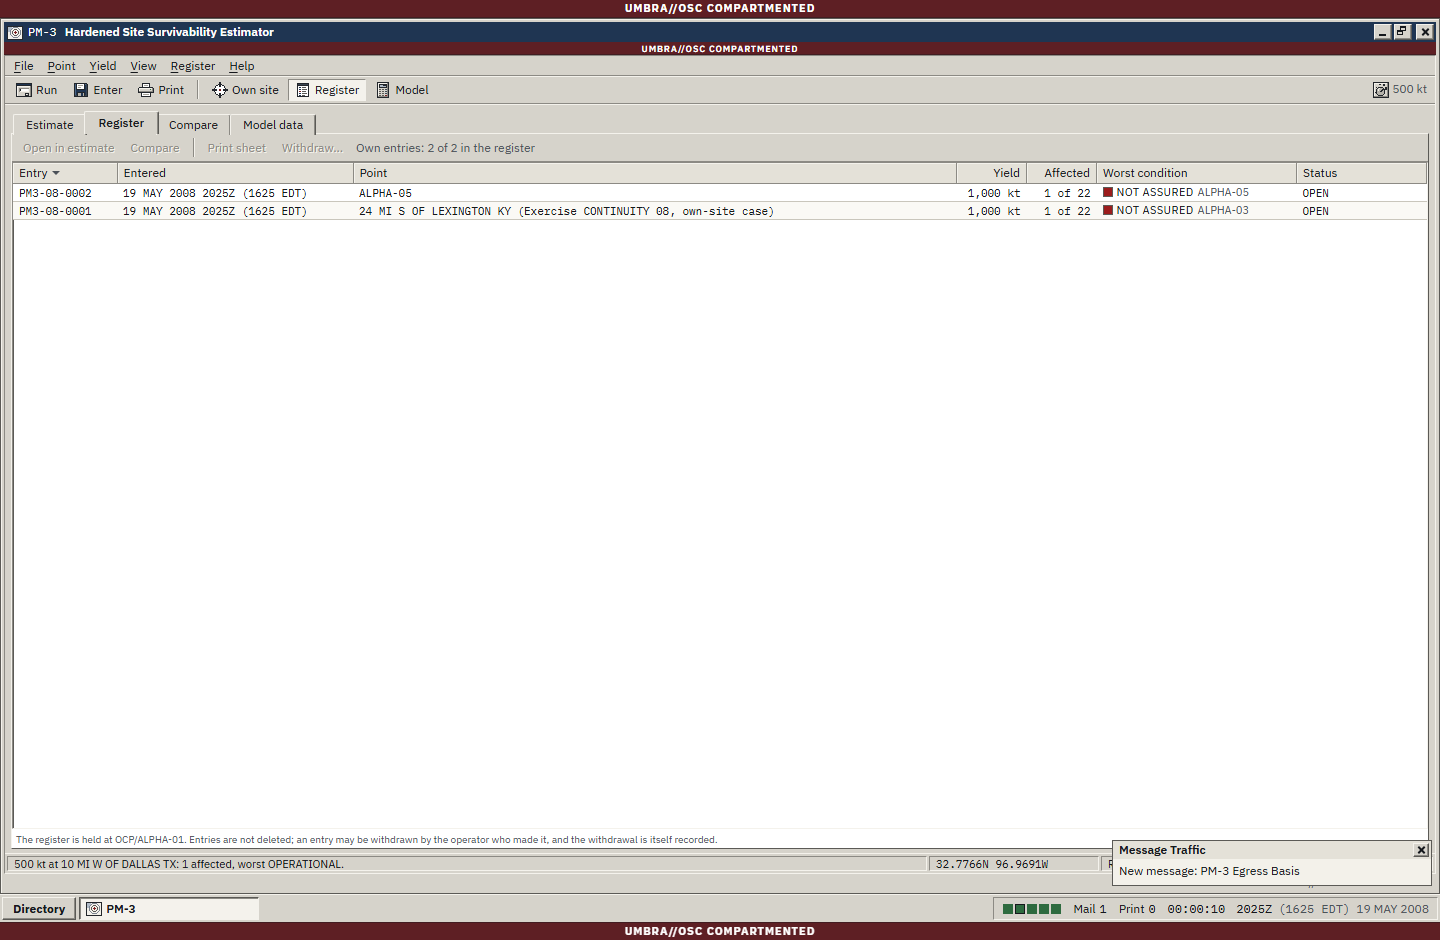 UMBRA//OSC COMPARTMENTED
PM-3 Hardened Site Survivability Estimator
UMBRA//OSC COMPARTMENTED
File Point Yield View Register Help
Run Enter Print Own site Register Model 500 kt
Estimate Register Compare Model data
Open in estimate Compare Print sheet Withdraw... Own entries: 2 of 2 in the register
Entry Entered Point Yield Affected Worst condition Status
PM3-08-0002 19 MAY 2008 2025Z (1625 EDT) ALPHA-05 1,000 kt 1 of 22 NOT ASSURED ALPHA-05 OPEN
PM3-08-0001 19 MAY 2008 2025Z (1625 EDT) 24 MI S OF LEXINGTON KY (Exercise CONTINUITY 08, own-site case) 1,000 kt 1 of 22 NOT ASSURED ALPHA-03 OPEN
The register is held at OCP/ALPHA-01. Entries are not deleted; an entry may be withdrawn by the operator who made it, and the withdrawal is itself recorded.
500 kt at 10 MI W OF DALLAS TX: 1 affected, worst OPERATIONAL. 32.7766N 96.9691W
Message Traffic
New message: PM-3 Egress Basis
Directory PM-3 Mail 1 Print 0 00:00:10 2025Z (1625 EDT) 19 MAY 2008
UMBRA//OSC COMPARTMENTED